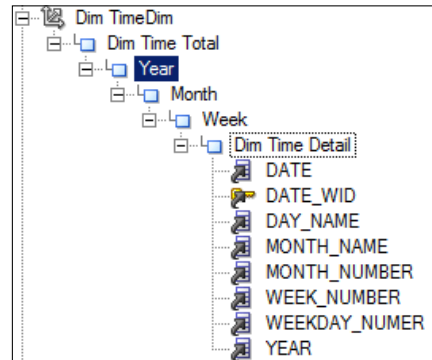 Dim TimeDim
Dim Time Total
Year
Month
Week
Dim Time Detail
DATE
DATE_WID
DAY_NAME
MONTH_NAME
MONTH_NUMBER
WEEK_NUMBER
WEEKDAY_NUMER
YEAR